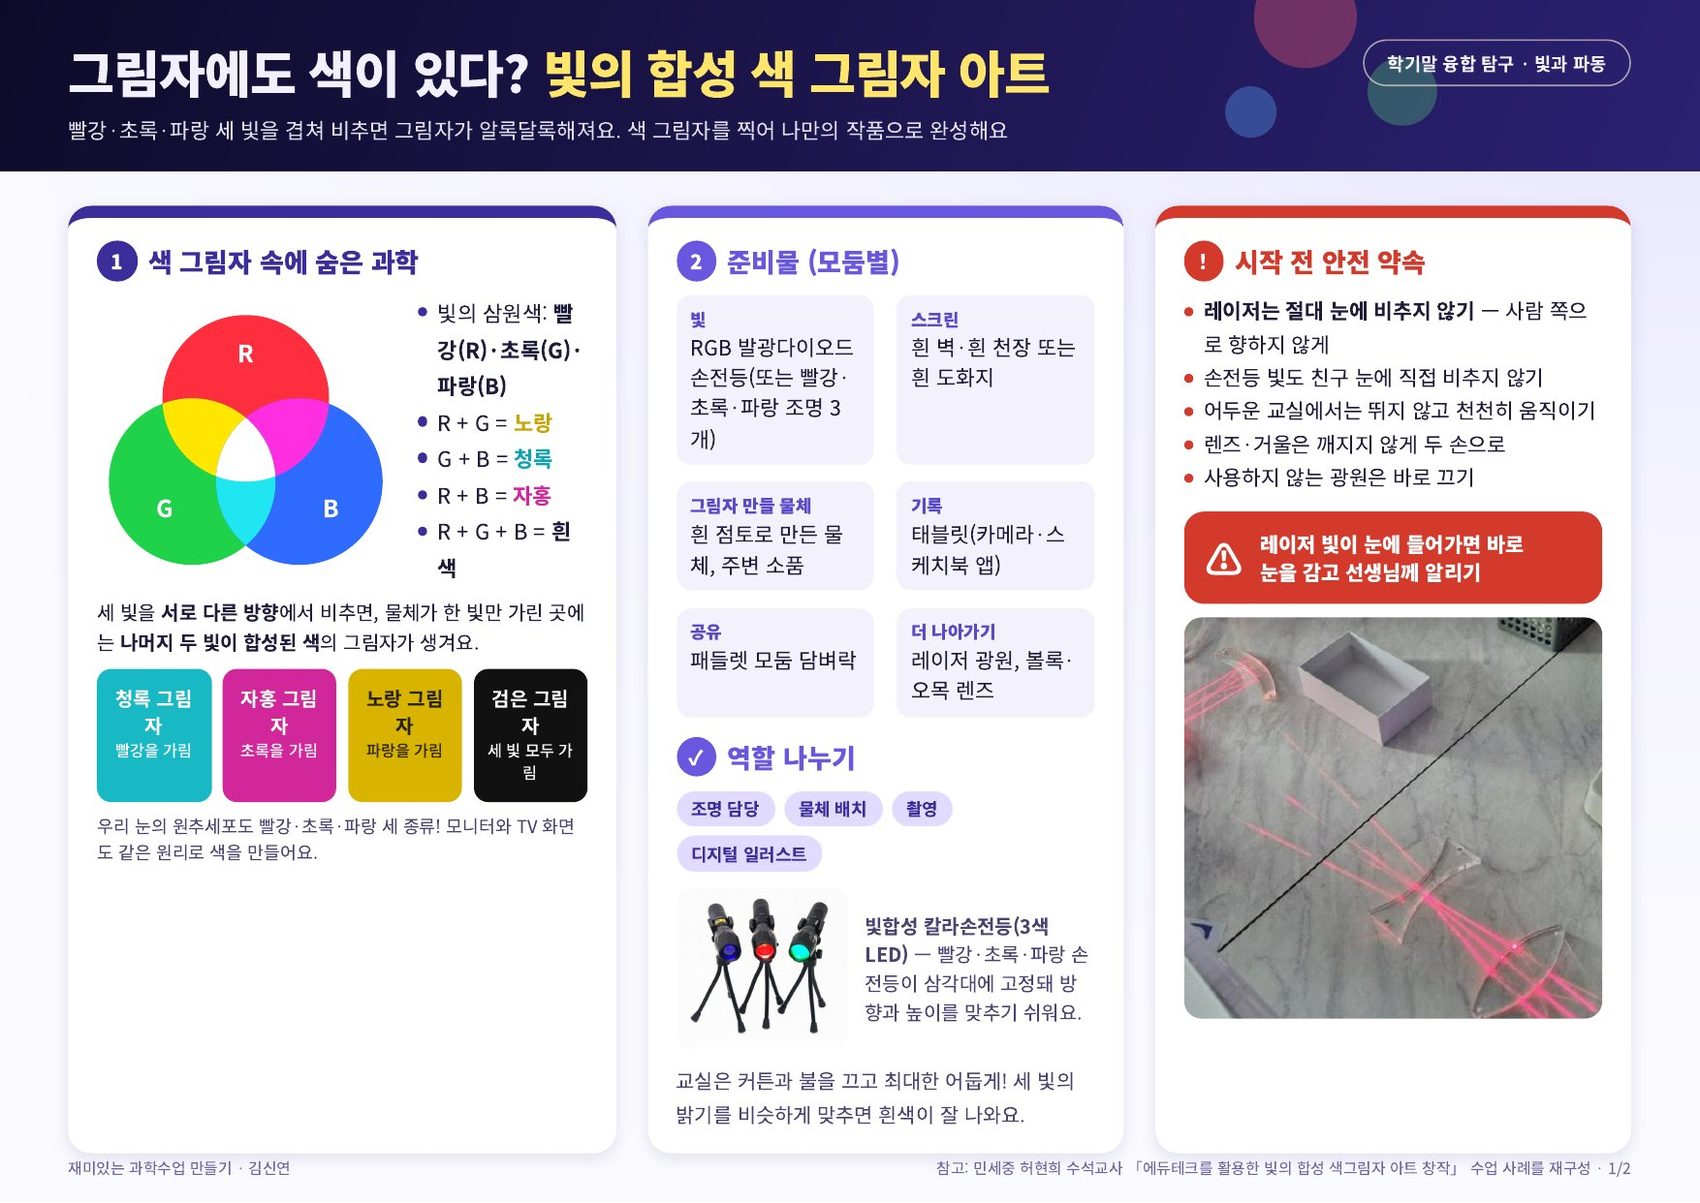 그림자에도 색이 있다? 빛의 합성 색 그림자 아트
학기말 융합 탐구 · 빛과 파동
빨강·초록·파랑 세 빛을 겹쳐 비추면 그림자가 알록달록해져요. 색 그림자를 찍어 나만의 작품으로 완성해요
1 색 그림자 속에 숨은 과학
R
G
B
• 빛의 삼원색: 빨
강(R)·초록(G)·
파랑(B)
• R + G = 노랑
• G + B = 청록
• R + B = 자홍
• R + G + B = 흰
색
세 빛을 서로 다른 방향에서 비추면, 물체가 한 빛만 가린 곳에
는 나머지 두 빛이 합성된 색의 그림자가 생겨요.
청록 그림
자
빨강을 가림
자홍 그림
자
초록을 가림
노랑 그림
자
파랑을 가림
검은 그림
자
세 빛 모두 가
림
우리 눈의 원추세포도 빨강·초록·파랑 세 종류! 모니터와 TV 화면
도 같은 원리로 색을 만들어요.
2 준비물 (모둠별)
빛
RGB 발광다이오드
손전등(또는 빨강·
초록·파랑 조명 3
개)
스크린
흰 벽·흰 천장 또는
흰 도화지
그림자 만들 물체
흰 점토로 만든 물
체, 주변 소품
기록
태블릿(카메라·스
케치북 앱)
공유
패들렛 모둠 담벼락
더 나아가기
레이저 광원, 볼록·
오목 렌즈
✓ 역할 나누기
조명 담당
물체 배치
촬영
디지털 일러스트
빛합성 칼라손전등(3색
LED) — 빨강·초록·파랑 손
전등이 삼각대에 고정돼 방
향과 높이를 맞추기 쉬워요.
교실은 커튼과 불을 끄고 최대한 어둡게! 세 빛의
밝기를 비슷하게 맞추면 흰색이 잘 나와요.
! 시작 전 안전 약속
• 레이저는 절대 눈에 비추지 않기 — 사람 쪽으
로 향하지 않게
• 손전등 빛도 친구 눈에 직접 비추지 않기
• 어두운 교실에서는 뛰지 않고 천천히 움직이기
• 렌즈·거울은 깨지지 않게 두 손으로
• 사용하지 않는 광원은 바로 끄기
레이저 빛이 눈에 들어가면 바로
눈을 감고 선생님께 알리기
재미있는 과학수업 만들기 · 김신연
참고: 민세중 허현희 수석교사 「에듀테크를 활용한 빛의 합성 색그림자 아트 창작」 수업 사례를 재구성 · 1/2